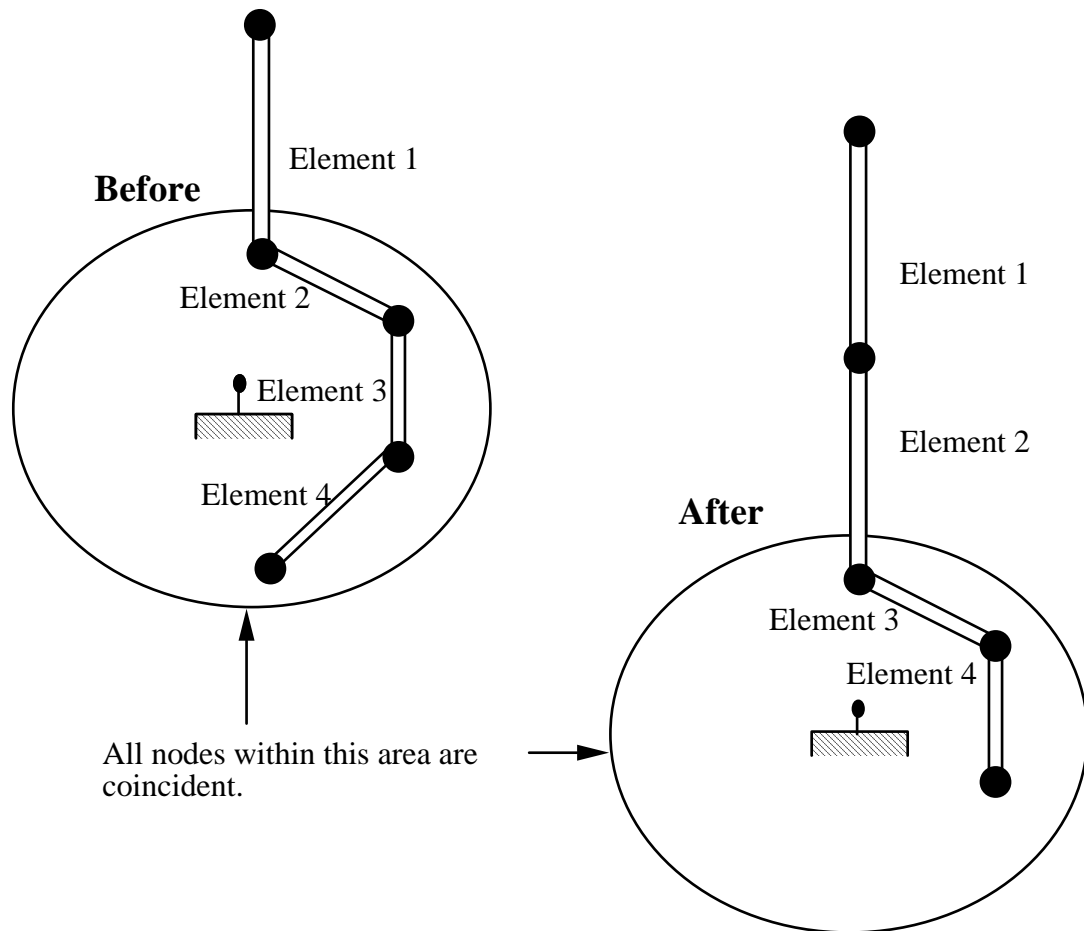 Element 1
Before
Element 2
Element 3
Element 4
Element 1
Element 2
After
Element 3
Element 4
All nodes within this area are
coincident.